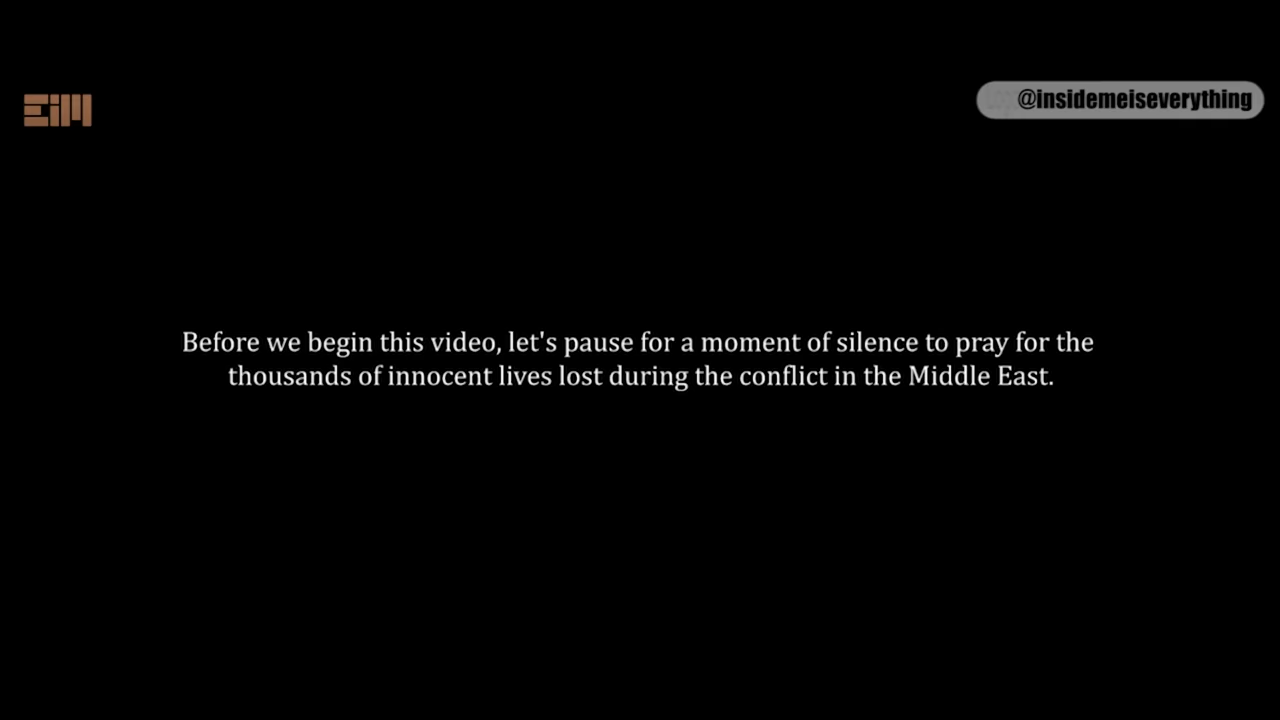 EiM
@insidemeiseverything
Before we begin this video, let's pause for a moment of silence to pray for the
thousands of innocent lives lost during the conflict in the Middle East.